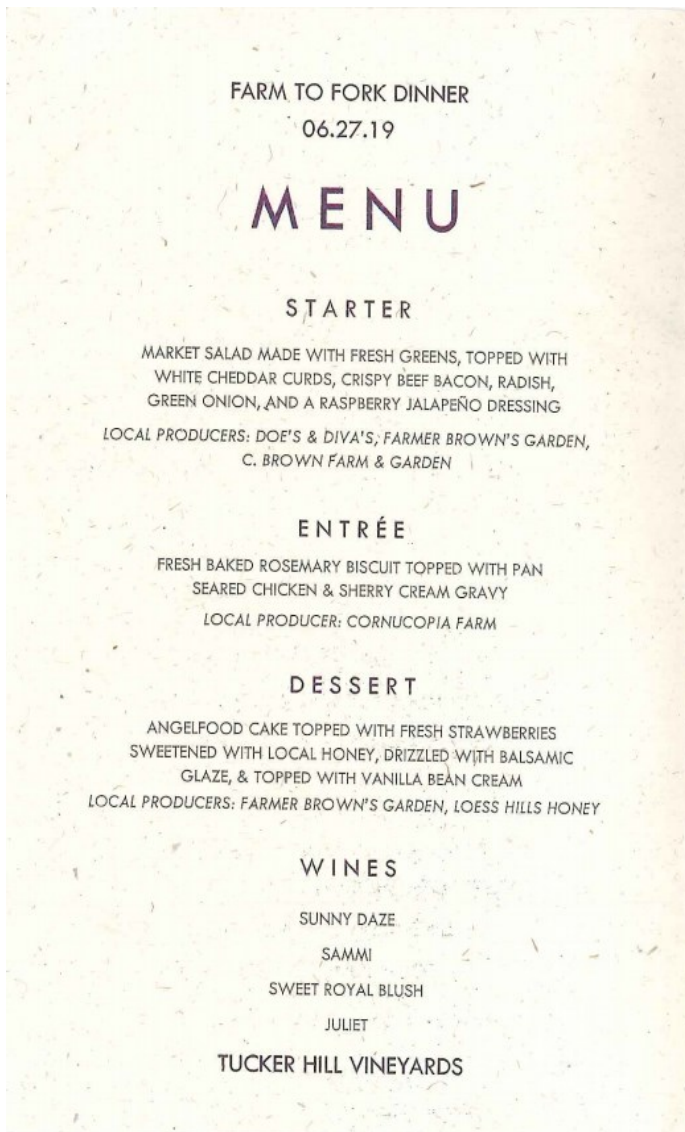 FARM TO FORK DINNER
06.27.19
MENU
STARTER
MARKET SALAD MADE WITH FRESH GREENS, TOPPED WITH
WHITE CHEDDAR CURDS, CRISPY BEEF BACON, RADISH,
GREEN ONION, AND A RASPBERRY JALAPEÑO DRESSING
LOCAL PRODUCERS: DOE'S & DIVA'S, FARMER BROWN'S GARDEN,
C. BROWN FARM & GARDEN
ENTRÉE
FRESH BAKED ROSEMARY BISCUIT TOPPED WITH PAN
SEARED CHICKEN & SHERRY CREAM GRAVY
LOCAL PRODUCER: CORNUCOPIA FARM
DESSERT
ANGELFOOD CAKE TOPPED WITH FRESH STRAWBERRIES
SWEETENED WITH LOCAL HONEY, DRIZZLED WITH BALSAMIC
GLAZE, & TOPPED WITH VANILLA BEAN CREAM
LOCAL PRODUCERS: FARMER BROWN'S GARDEN, LOESS HILLS HONEY
WINES
SUNNY DAZE
SAMMI
SWEET ROYAL BLUSH
JULIET
TUCKER HILL VINEYARDS